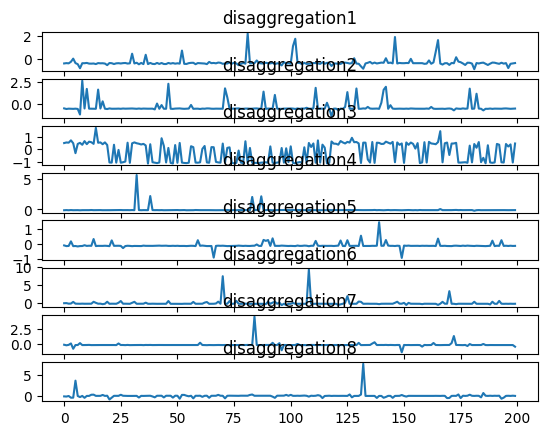 disaggregation1
2
0
disaggregation2
2.5
0.0
disaggregation3
1
0
−1
disaggregation4
5
0
disaggregation5
1
0
−1
disaggregation6
10
5
0
disaggregation7
2.5
0.0
disaggregation8
5
0
0 25 50 75 100 125 150 175 200